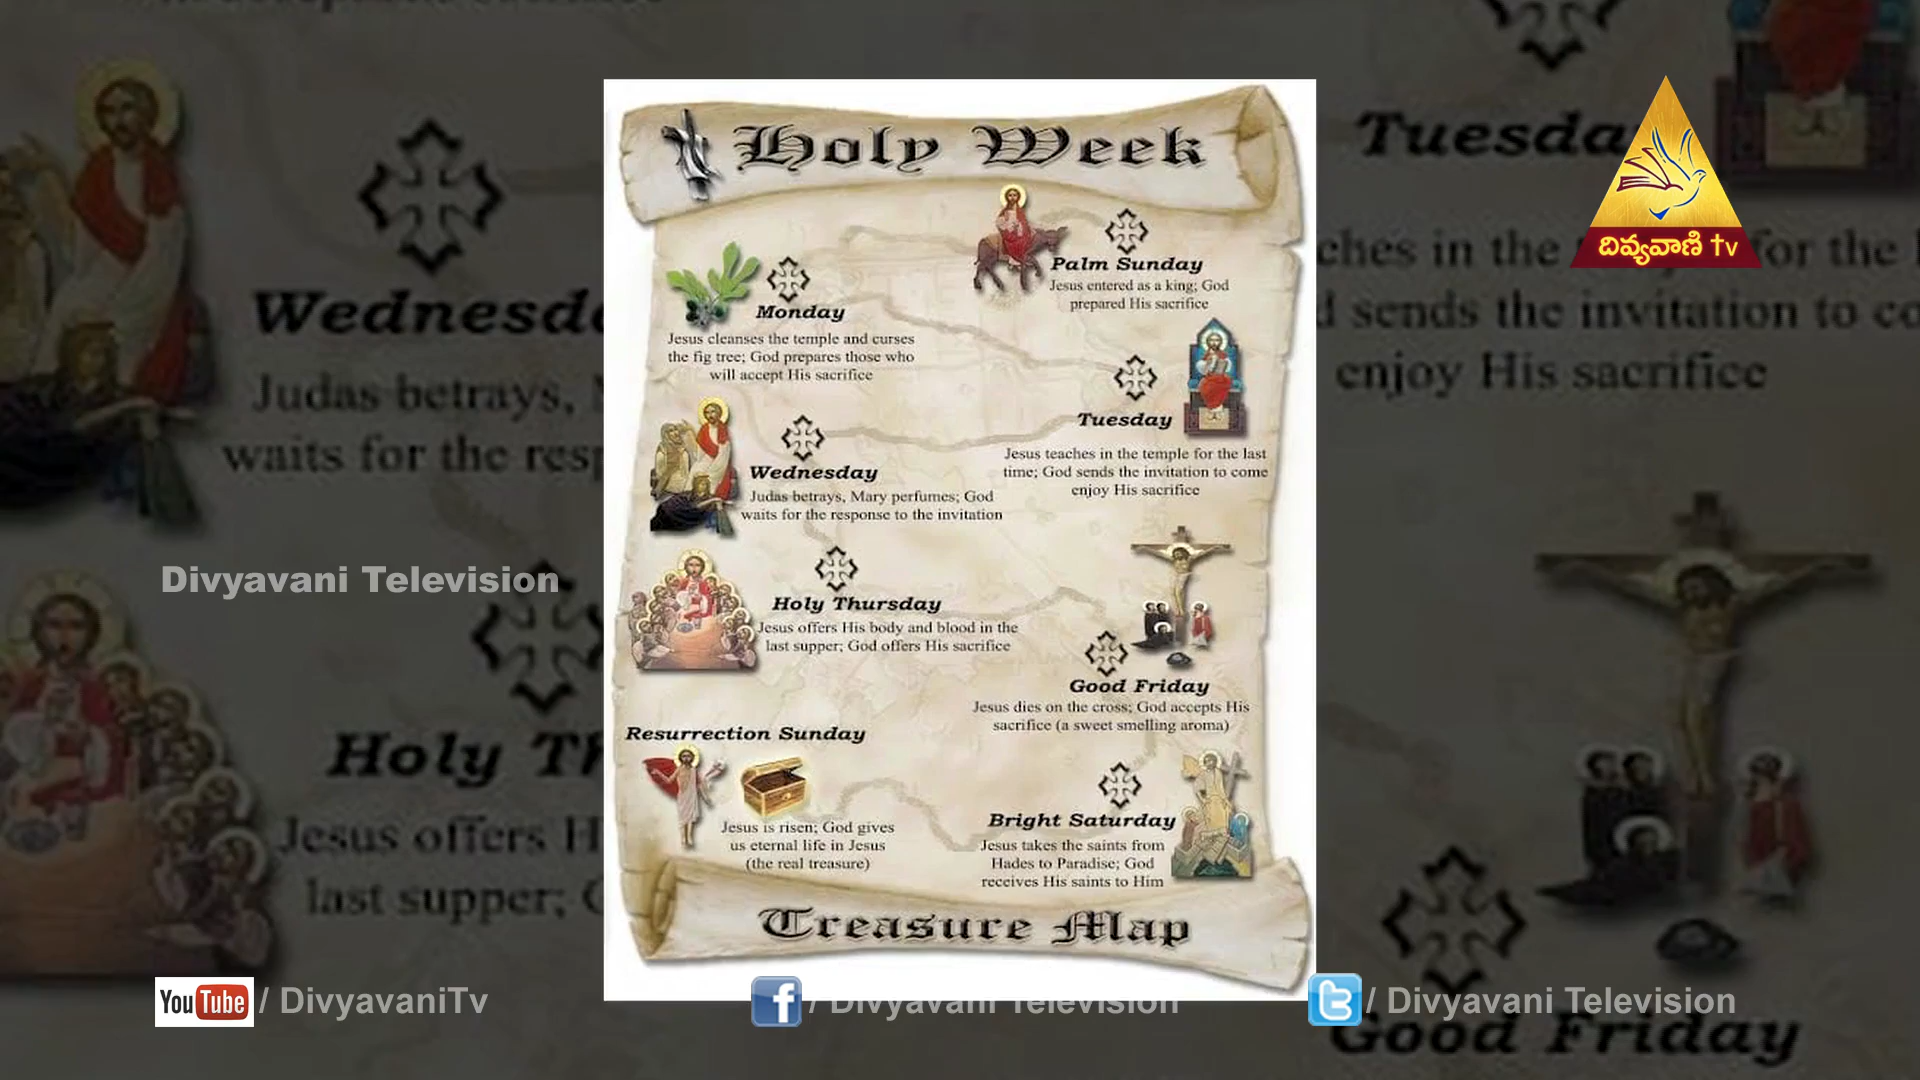 Holy Week
Palm Sunday
Jesus entered as a king; God
prepared His sacrifice
Monday
Jesus cleanses the temple and curses
the fig tree; God prepares those who
will accept His sacrifice
Tuesday
Jesus teaches in the temple for the last
time; God sends the invitation to come
enjoy His sacrifice
Wednesday
Judas betrays, Mary perfumes; God
waits for the response to the invitation
Holy Thursday
Jesus offers His body and blood in the
last supper; God offers His sacrifice
Good Friday
Jesus dies on the cross; God accepts His
sacrifice (a sweet smelling aroma)
Bright Saturday
Jesus takes the saints from
Hades to Paradise; God
receives His saints to Him
Resurrection Sunday
Jesus is risen; God gives
us eternal life in Jesus
(the real treasure)
Treasure Map
దివ్యవాణి tv
Divyavani Television
YouTube / DivyavaniTv
f / Divyavani Television
t / Divyavani Television
Wednesd
Judas betrays,
waits for the resp
Holy Th
Jesus offers H
last supper;
Tuesda
ches in the for the
sends the invitation to co
enjoy His sacrifice
Good Friday